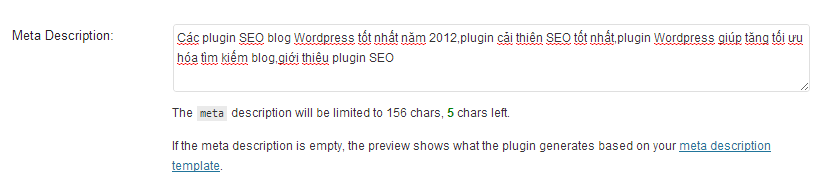 Meta Description:
Các plugin SEO blog Wordpress tốt nhất năm 2012,plugin cải thiên SEO tốt nhất,plugin Wordpress giúp tăng tối ưu
hóa tìm kiếm blog,giới thiêu plugin SEO
The meta description will be limited to 156 chars, 5 chars left.
If the meta description is empty, the preview shows what the plugin generates based on your meta description
template.